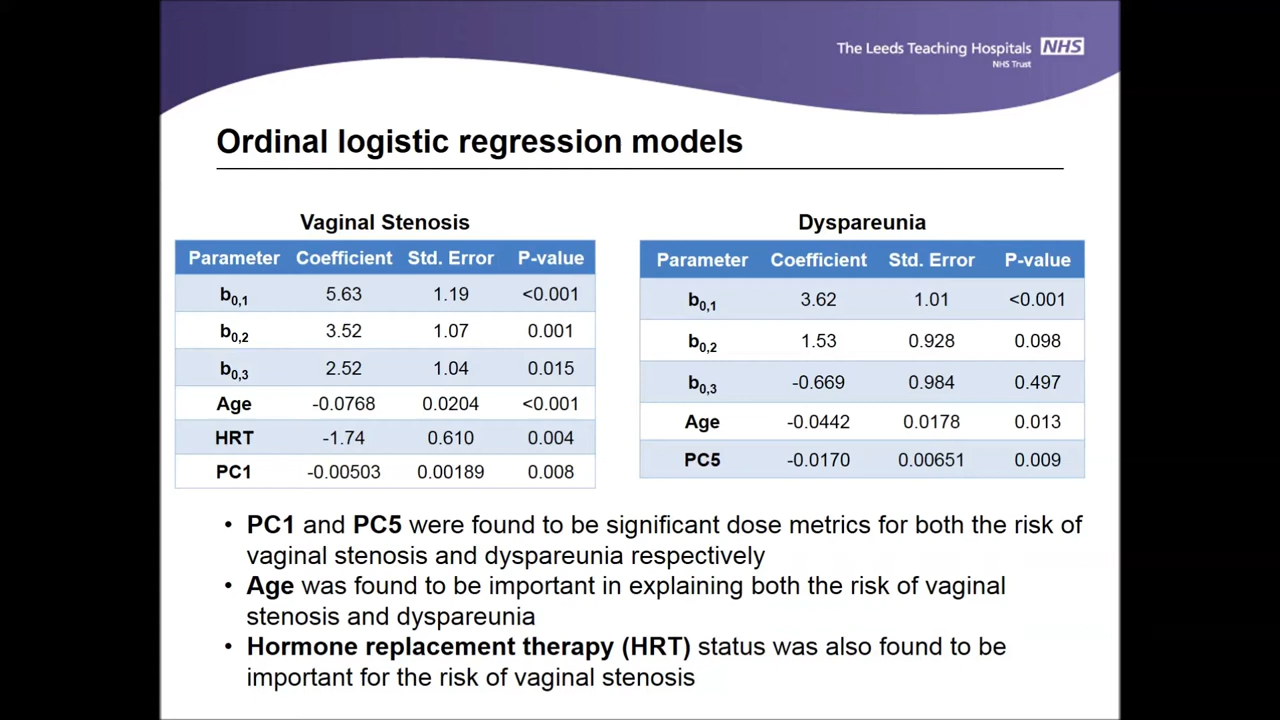 The Leeds Teaching Hospitals NHS
NHS Trust
Ordinal logistic regression models
Vaginal Stenosis
Parameter Coefficient Std. Error P-value
b0,1 5.63 1.19 <0.001
b0,2 3.52 1.07 0.001
b0,3 2.52 1.04 0.015
Age -0.0768 0.0204 <0.001
HRT -1.74 0.610 0.004
PC1 -0.00503 0.00189 0.008
Dyspareunia
Parameter Coefficient Std. Error P-value
b0,1 3.62 1.01 <0.001
b0,2 1.53 0.928 0.098
b0,3 -0.669 0.984 0.497
Age -0.0442 0.0178 0.013
PC5 -0.0170 0.00651 0.009
• PC1 and PC5 were found to be significant dose metrics for both the risk of
vaginal stenosis and dyspareunia respectively
• Age was found to be important in explaining both the risk of vaginal
stenosis and dyspareunia
• Hormone replacement therapy (HRT) status was also found to be
important for the risk of vaginal stenosis